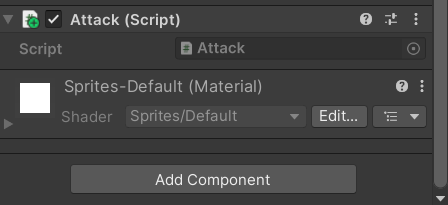 Attack (Script)
Script Attack
Sprites-Default (Material)
Shader Sprites/Default Edit...
Add Component